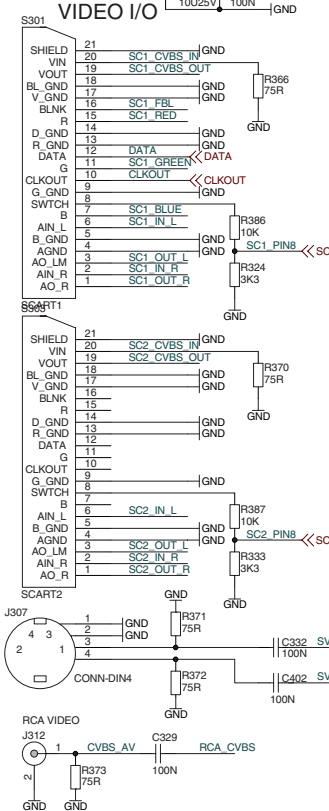 VIDEO I/O
10U25V 100N GND
S301
SHIELD 21 GND
VIN 20 SC1_CVBS_IN
VOUT 19 SC1_CVBS_OUT
BL_GND 18 GND
V_GND 17 GND
BLNK 16 SC1_FBL
R 15 SC1_RED
D_GND 14 GND
R_GND 13 GND
DATA 12 DATA DATA
G 11 SC1_GREEN
CLKOUT 10 CLKOUT CLKOUT
G_GND 9 GND
SWTCH 8
B 7 SC1_BLUE
AIN_L 6 SC1_IN_L
B_GND 5 GND
AGND 4 GND
AO_LM 3 SC1_OUT_L
AIN_R 2 SC1_IN_R
AO_R 1 SC1_OUT_R
SCART1
R366
75R
GND
R386
10K
SC1_PIN8
R324
3K3
GND
S303
SHIELD 21 GND
VIN 20 SC2_CVBS_IN
VOUT 19 SC2_CVBS_OUT
BL_GND 18 GND
V_GND 17 GND
BLNK 16
R 15
D_GND 14 GND
R_GND 13 GND
DATA 12
G 11
CLKOUT 10
G_GND 9 GND
SWTCH 8
B 7
AIN_L 6 SC2_IN_L
B_GND 5 GND
AGND 4 GND
AO_LM 3 SC2_OUT_L
AIN_R 2 SC2_IN_R
AO_R 1 SC2_OUT_R
SCART2
R370
75R
GND
R387
10K
SC2_PIN8
R333
3K3
GND
J307
4 3
2 1
1 GND
2 GND
3
4
CONN-DIN4
GND
R371
75R
C332
100N
R372
75R
C402
100N
GND
RCA VIDEO
J312
1 CVBS_AV
C329
100N
RCA_CVBS
2
R373
75R
GND GND